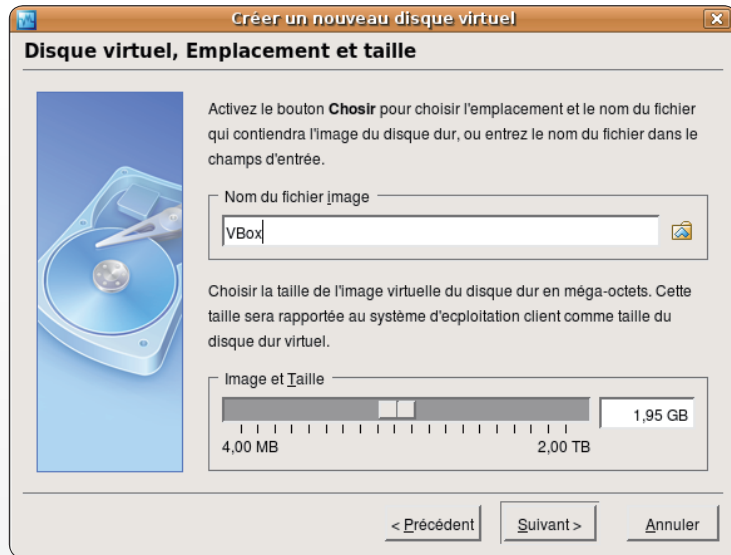 Créer un nouveau disque virtuel
Disque virtuel, Emplacement et taille
Activez le bouton Chosir pour choisir l'emplacement et le nom du fichier
qui contiendra l'image du disque dur, ou entrez le nom du fichier dans le
champs d'entrée.
Nom du fichier image
VBox
Choisir la taille de l'image virtuelle du disque dur en méga-octets. Cette
taille sera rapportée au système d'ecploitation client comme taille du
disque dur virtuel.
Image et Taille
1,95 GB
4,00 MB 2,00 TB
< Précédent Suivant > Annuler